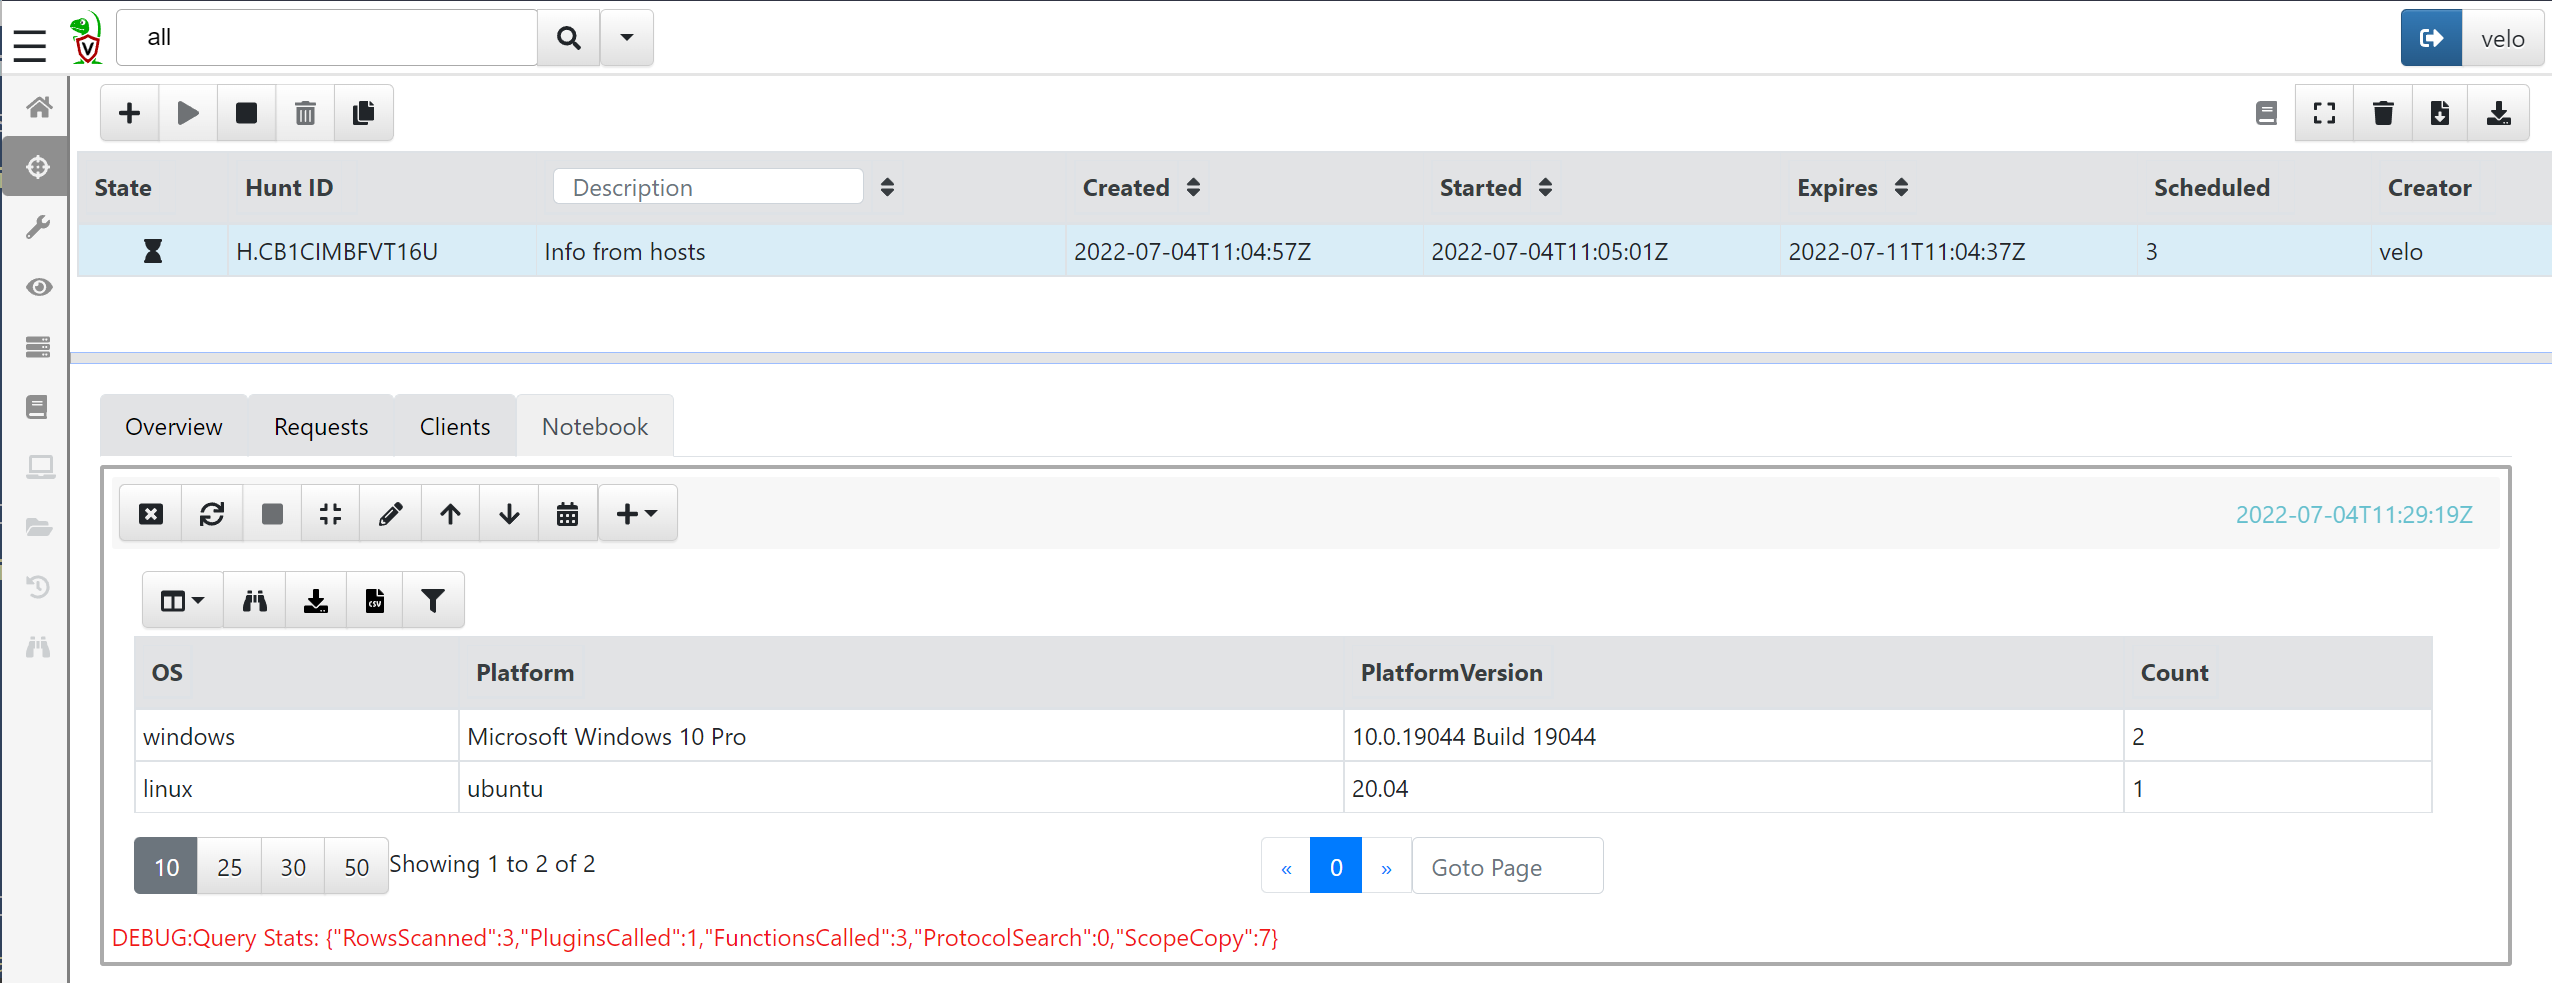 all
velo
State Hunt ID Description Created Started Expires Scheduled Creator
H.CB1CIMBFVT16U Info from hosts 2022-07-04T11:04:57Z 2022-07-04T11:05:01Z 2022-07-11T11:04:37Z 3 velo
Overview Requests Clients Notebook
2022-07-04T11:29:19Z
OS Platform PlatformVersion Count
windows Microsoft Windows 10 Pro 10.0.19044 Build 19044 2
linux ubuntu 20.04 1
10 25 30 50 Showing 1 to 2 of 2 « 0 » Goto Page
DEBUG:Query Stats: {"RowsScanned":3,"PluginsCalled":1,"FunctionsCalled":3,"ProtocolSearch":0,"ScopeCopy":7}